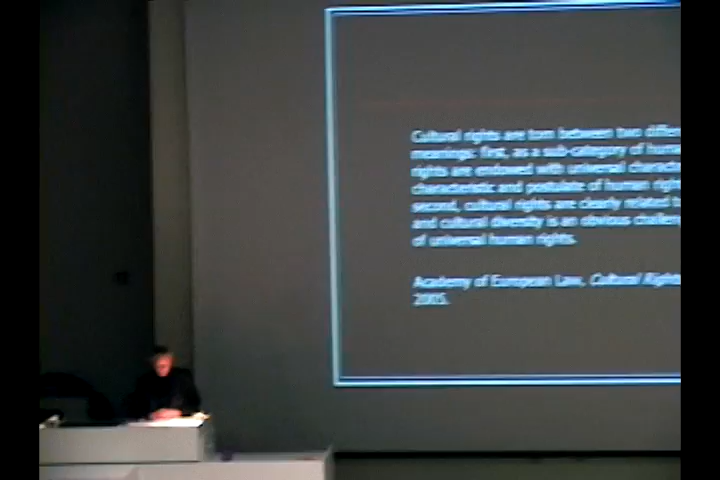 Cultural rights are torn between two differ
meanings: first, as a sub-category of hum
rights are endowed with universal charact
characteristic and postulate of human righ
second, cultural rights are clearly related t
and cultural diversity is an obvious challen
of universal human rights.
Academy of European Law, Cultural Rights
2005.